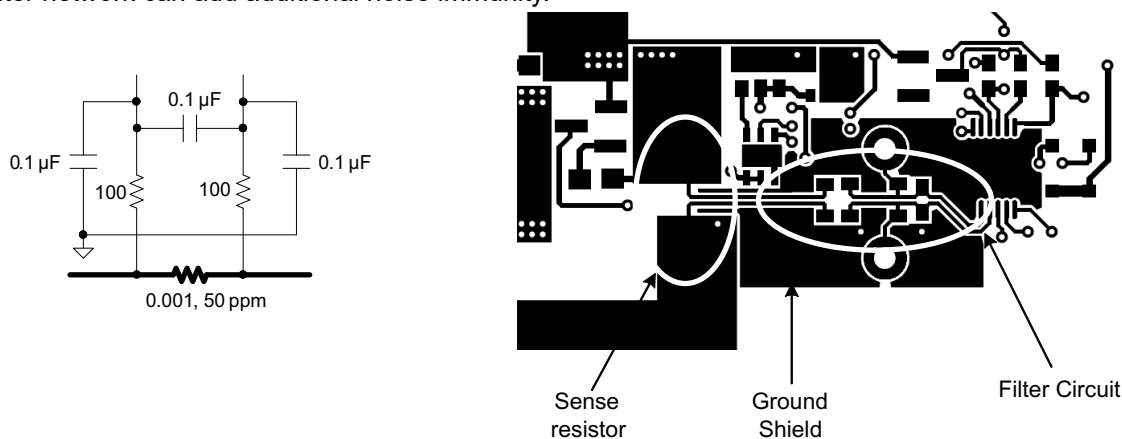 network can add additional noise immunity.
0.1 µF
0.1 µF
0.1 µF
100
100
0.001, 50 ppm
Sense
resistor
Ground
Shield
Filter Circuit